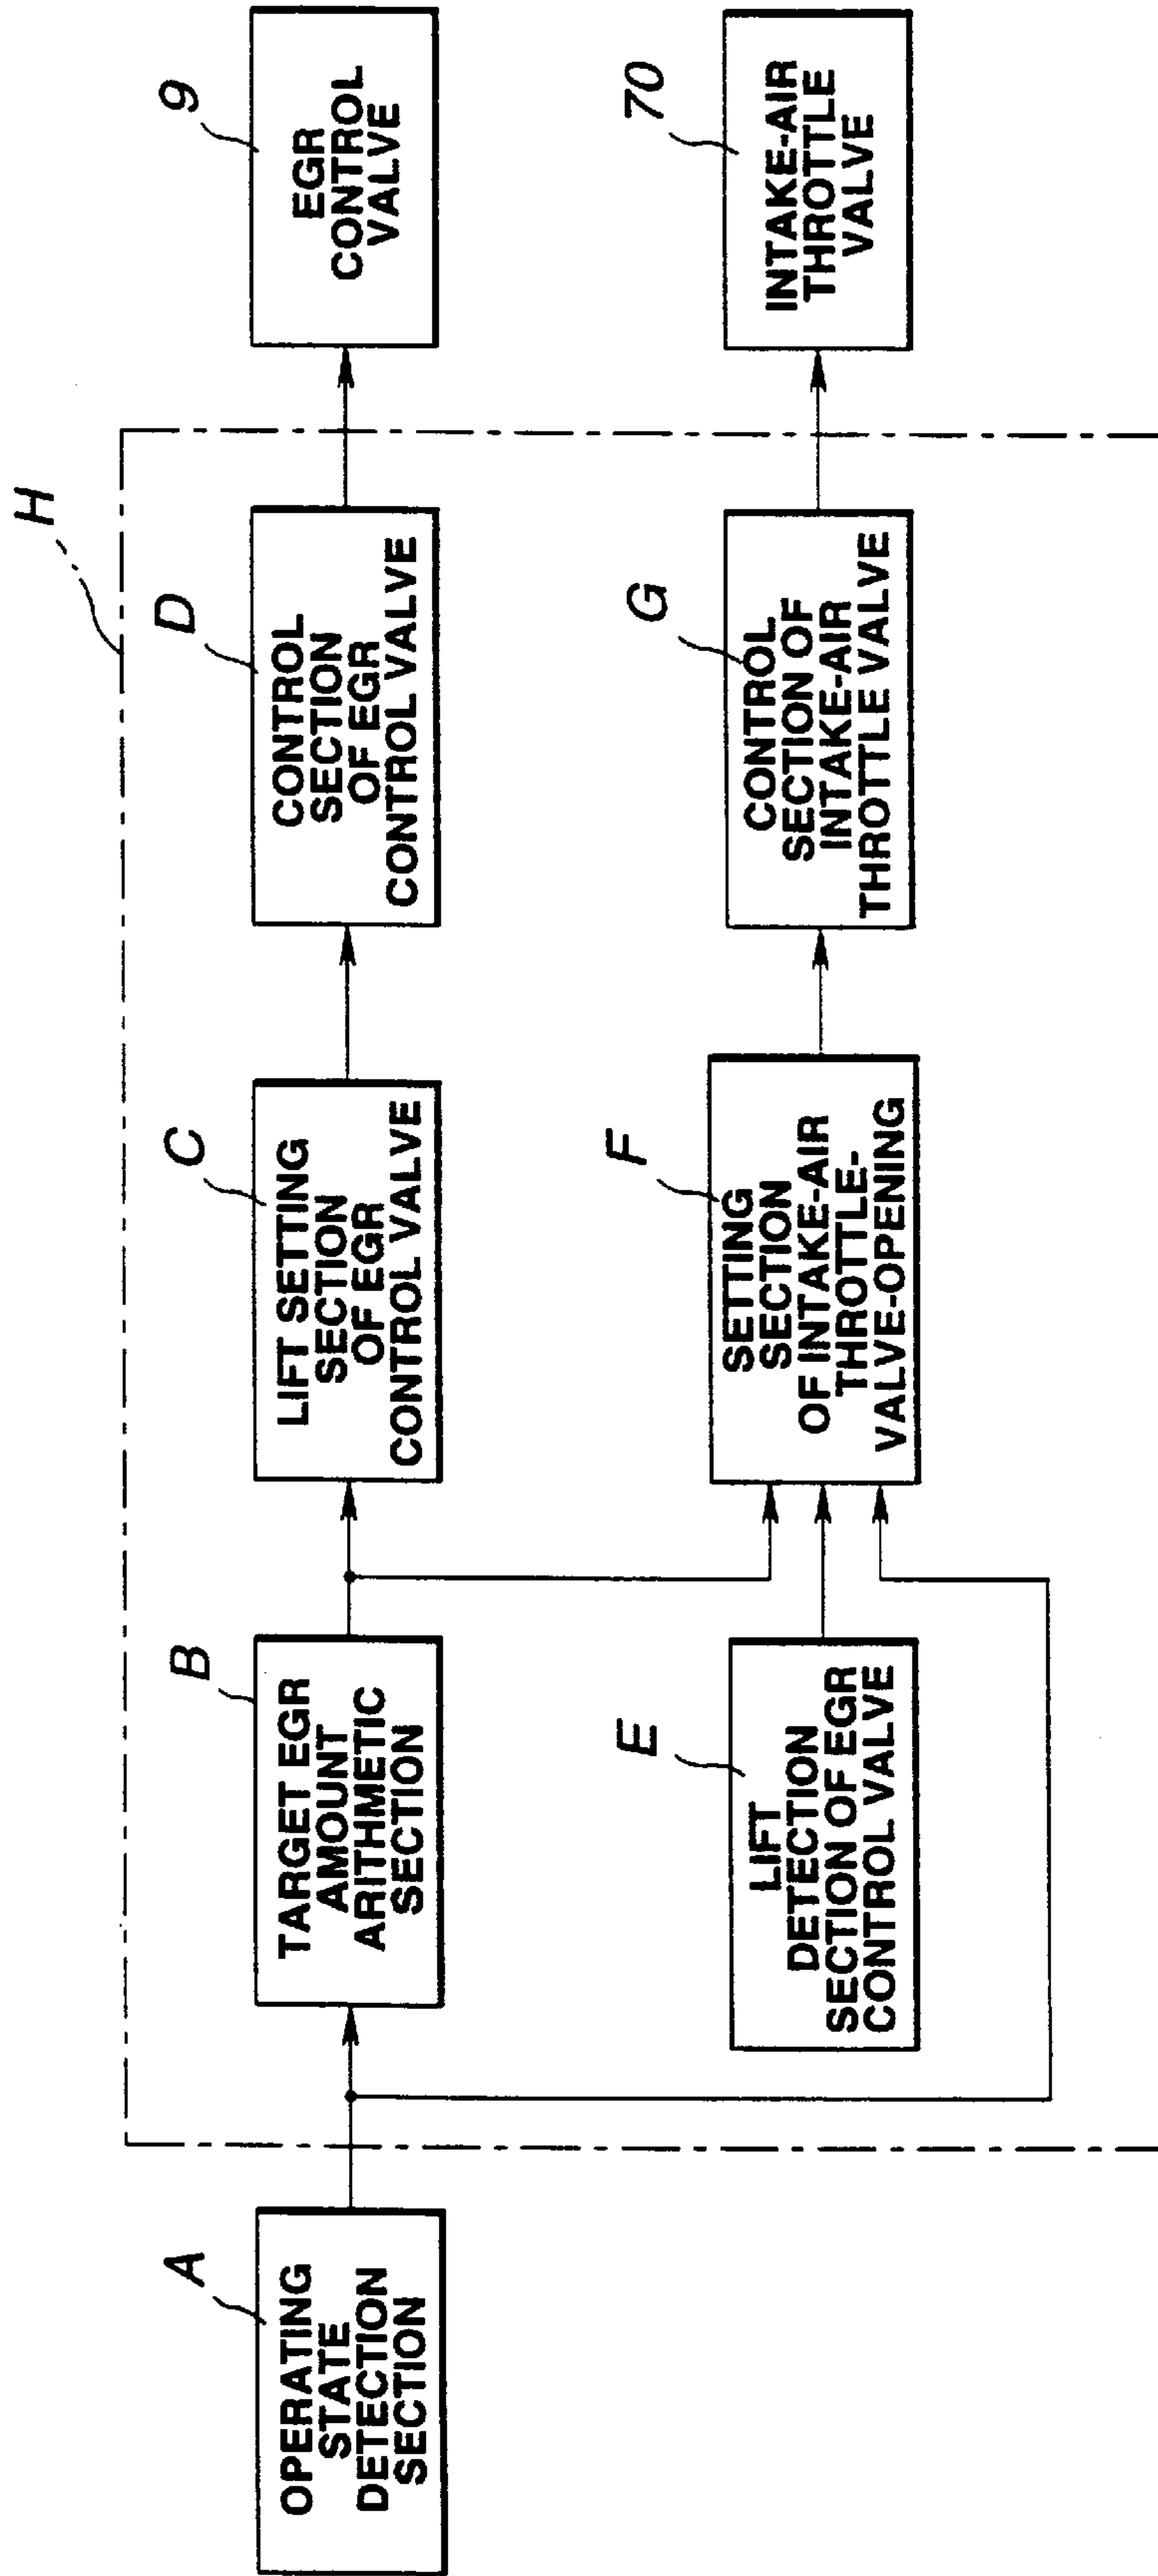 H
A
OPERATING
STATE
DETECTION
SECTION
B
TARGET EGR
AMOUNT
ARITHMETIC
SECTION
C
LIFT SETTING
SECTION
OF EGR
CONTROL VALVE
D
CONTROL
SECTION
OF EGR
CONTROL VALVE
9
EGR
CONTROL
VALVE
E
LIFT
DETECTION
SECTION OF EGR
CONTROL VALVE
F
SETTING
SECTION
OF INTAKE-AIR
THROTTLE-
VALVE-OPENING
G
CONTROL
SECTION OF
INTAKE-AIR
THROTTLE VALVE
70
INTAKE-AIR
THROTTLE
VALVE